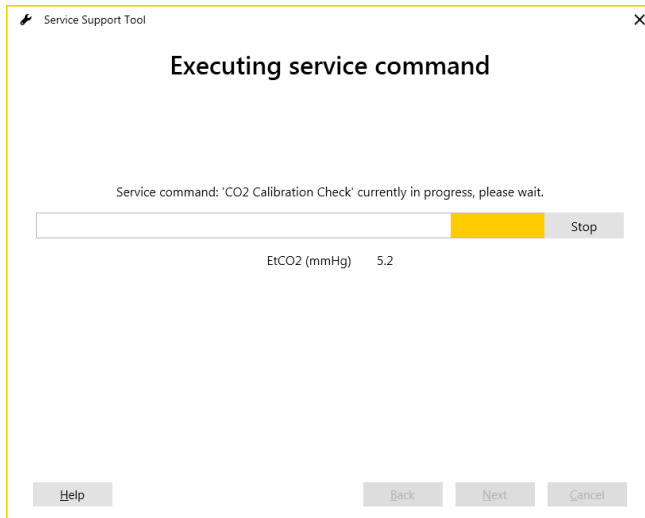 Service Support Tool
Executing service command
Service command: 'CO2 Calibration Check' currently in progress, please wait.
Stop
EtCO2 (mmHg) 5.2
Help Back Next Cancel